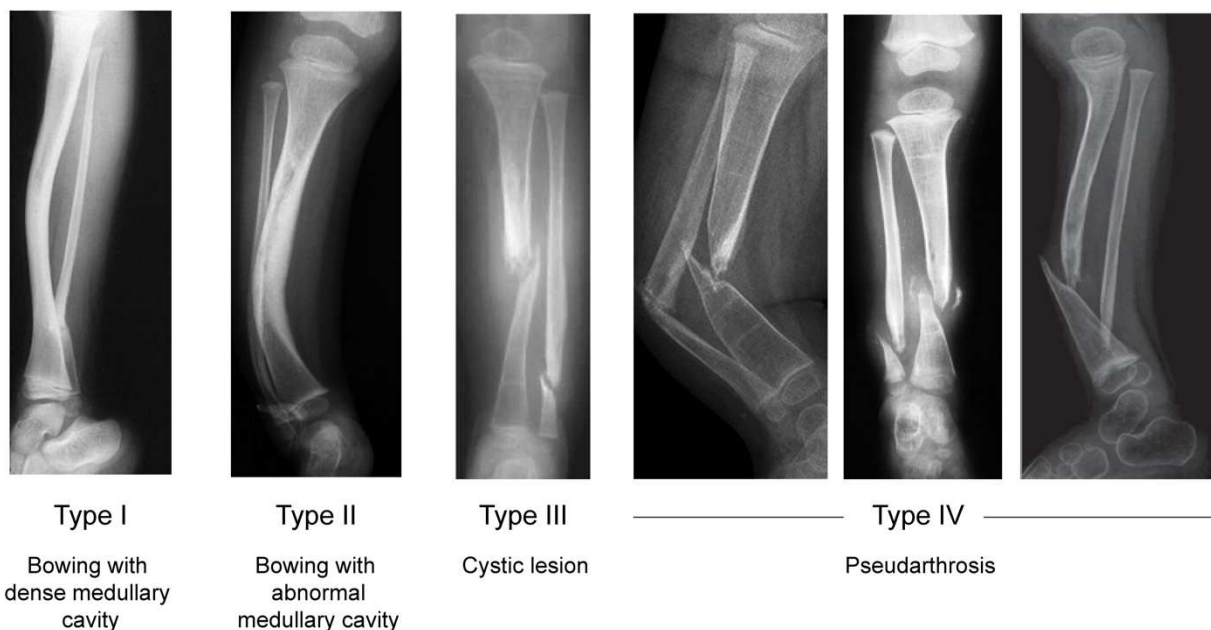 Type I
Bowing with
dense medullary
cavity
Type II
Bowing with
abnormal
medullary cavity
Type III
Cystic lesion
Type IV
Pseudarthrosis